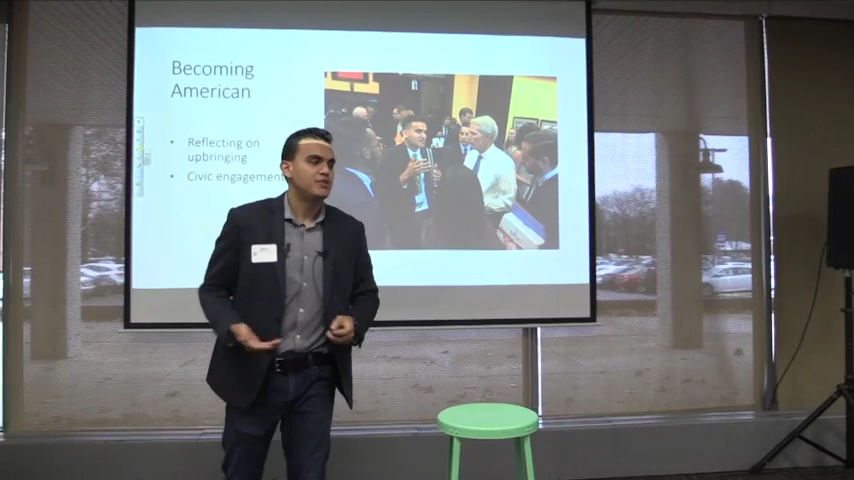 Becoming
American
• Reflecting on
upbringing
• Civic engagement